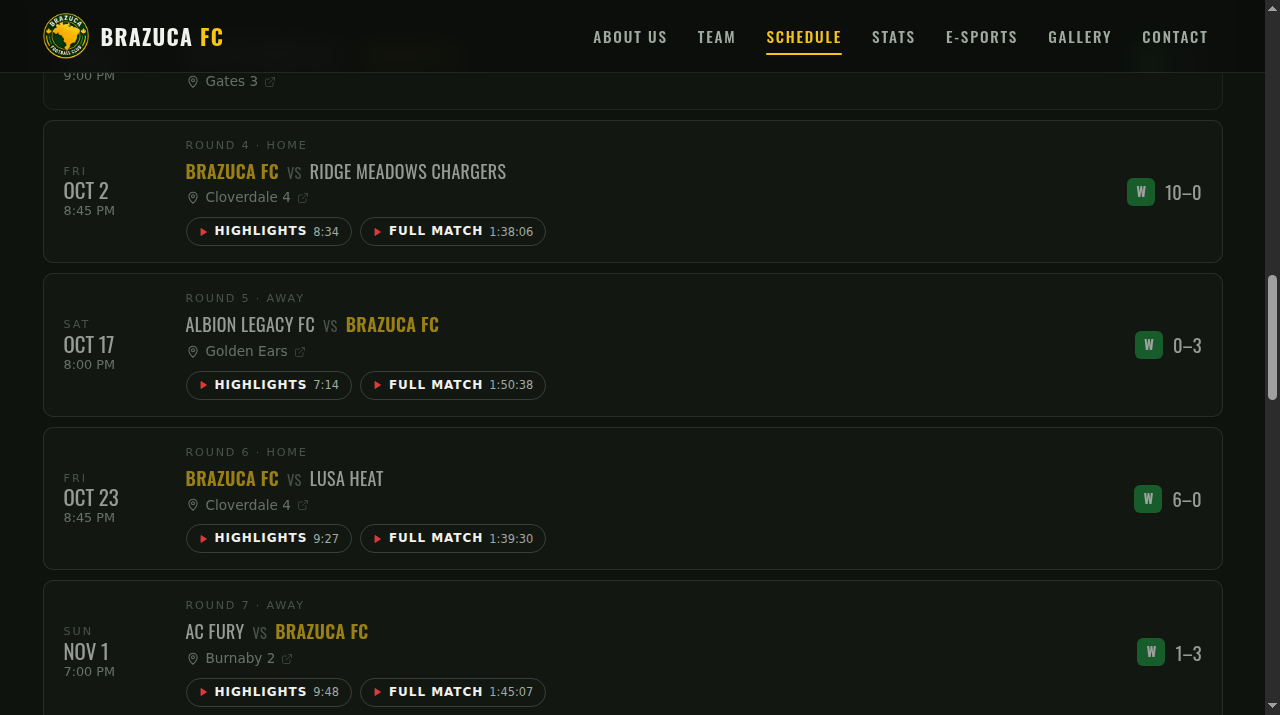 BRAZUCA
FOOTBALL CLUB
BRAZUCA FC
ABOUT US
TEAM
SCHEDULE
STATS
E-SPORTS
GALLERY
CONTACT
9:00 PM
Gates 3
ROUND 4 · HOME
FRI
OCT 2
8:45 PM
BRAZUCA FC VS RIDGE MEADOWS CHARGERS
Cloverdale 4
HIGHLIGHTS 8:34
FULL MATCH 1:38:06
W 10–0
ROUND 5 · AWAY
SAT
OCT 17
8:00 PM
ALBION LEGACY FC VS BRAZUCA FC
Golden Ears
HIGHLIGHTS 7:14
FULL MATCH 1:50:38
W 0–3
ROUND 6 · HOME
FRI
OCT 23
8:45 PM
BRAZUCA FC VS LUSA HEAT
Cloverdale 4
HIGHLIGHTS 9:27
FULL MATCH 1:39:30
W 6–0
ROUND 7 · AWAY
SUN
NOV 1
7:00 PM
AC FURY VS BRAZUCA FC
Burnaby 2
HIGHLIGHTS 9:48
FULL MATCH 1:45:07
W 1–3